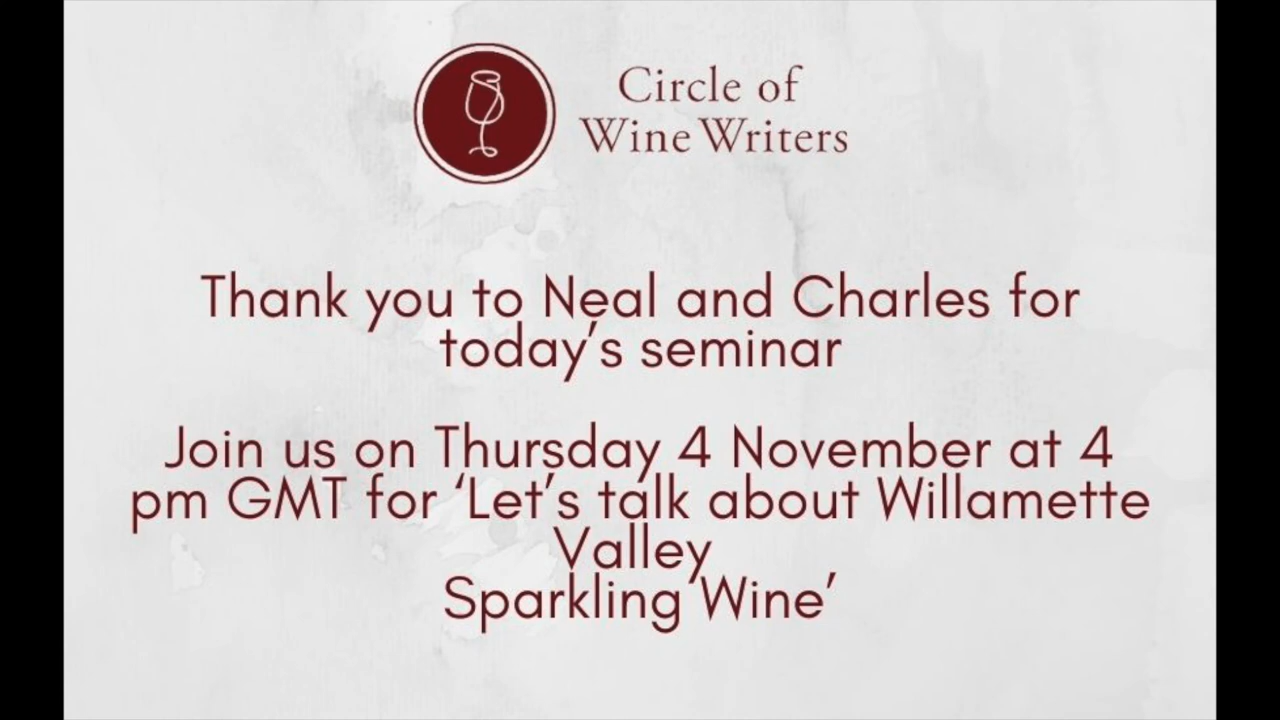 Circle of
Wine Writers
Thank you to Neal and Charles for
today’s seminar
Join us on Thursday 4 November at 4
pm GMT for ‘Let’s talk about Willamette
Valley
Sparkling Wine’